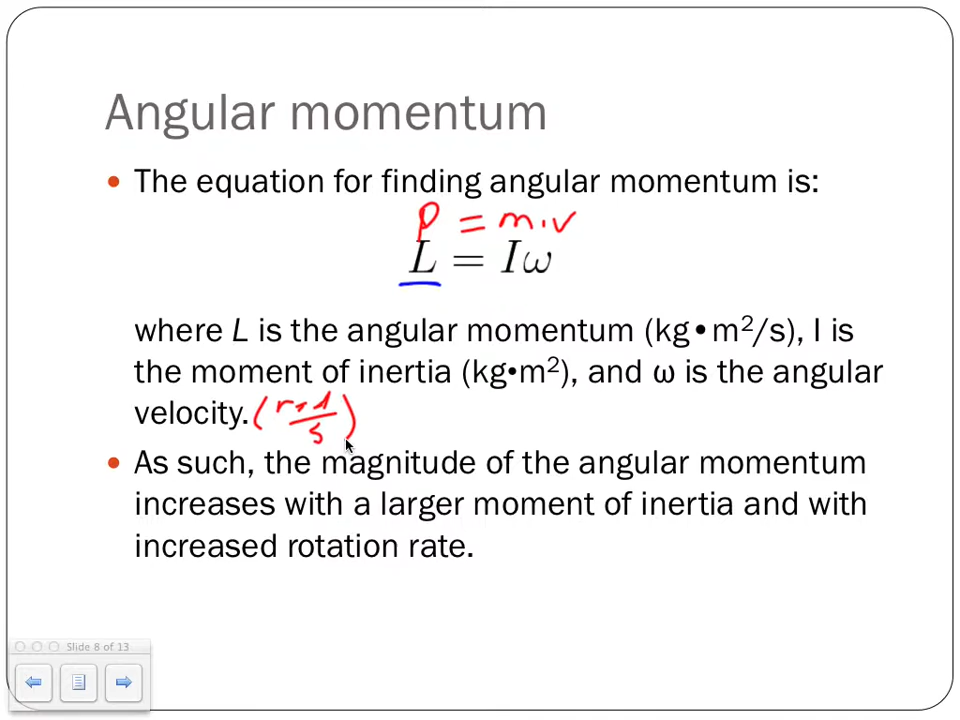 Angular momentum
• The equation for finding angular momentum is:
p = m·v
L = Iω
where L is the angular momentum (kg•m²/s), I is
the moment of inertia (kg•m²), and ω is the angular
velocity. (rad/s)
• As such, the magnitude of the angular momentum
increases with a larger moment of inertia and with
increased rotation rate.
Slide 8 of 13